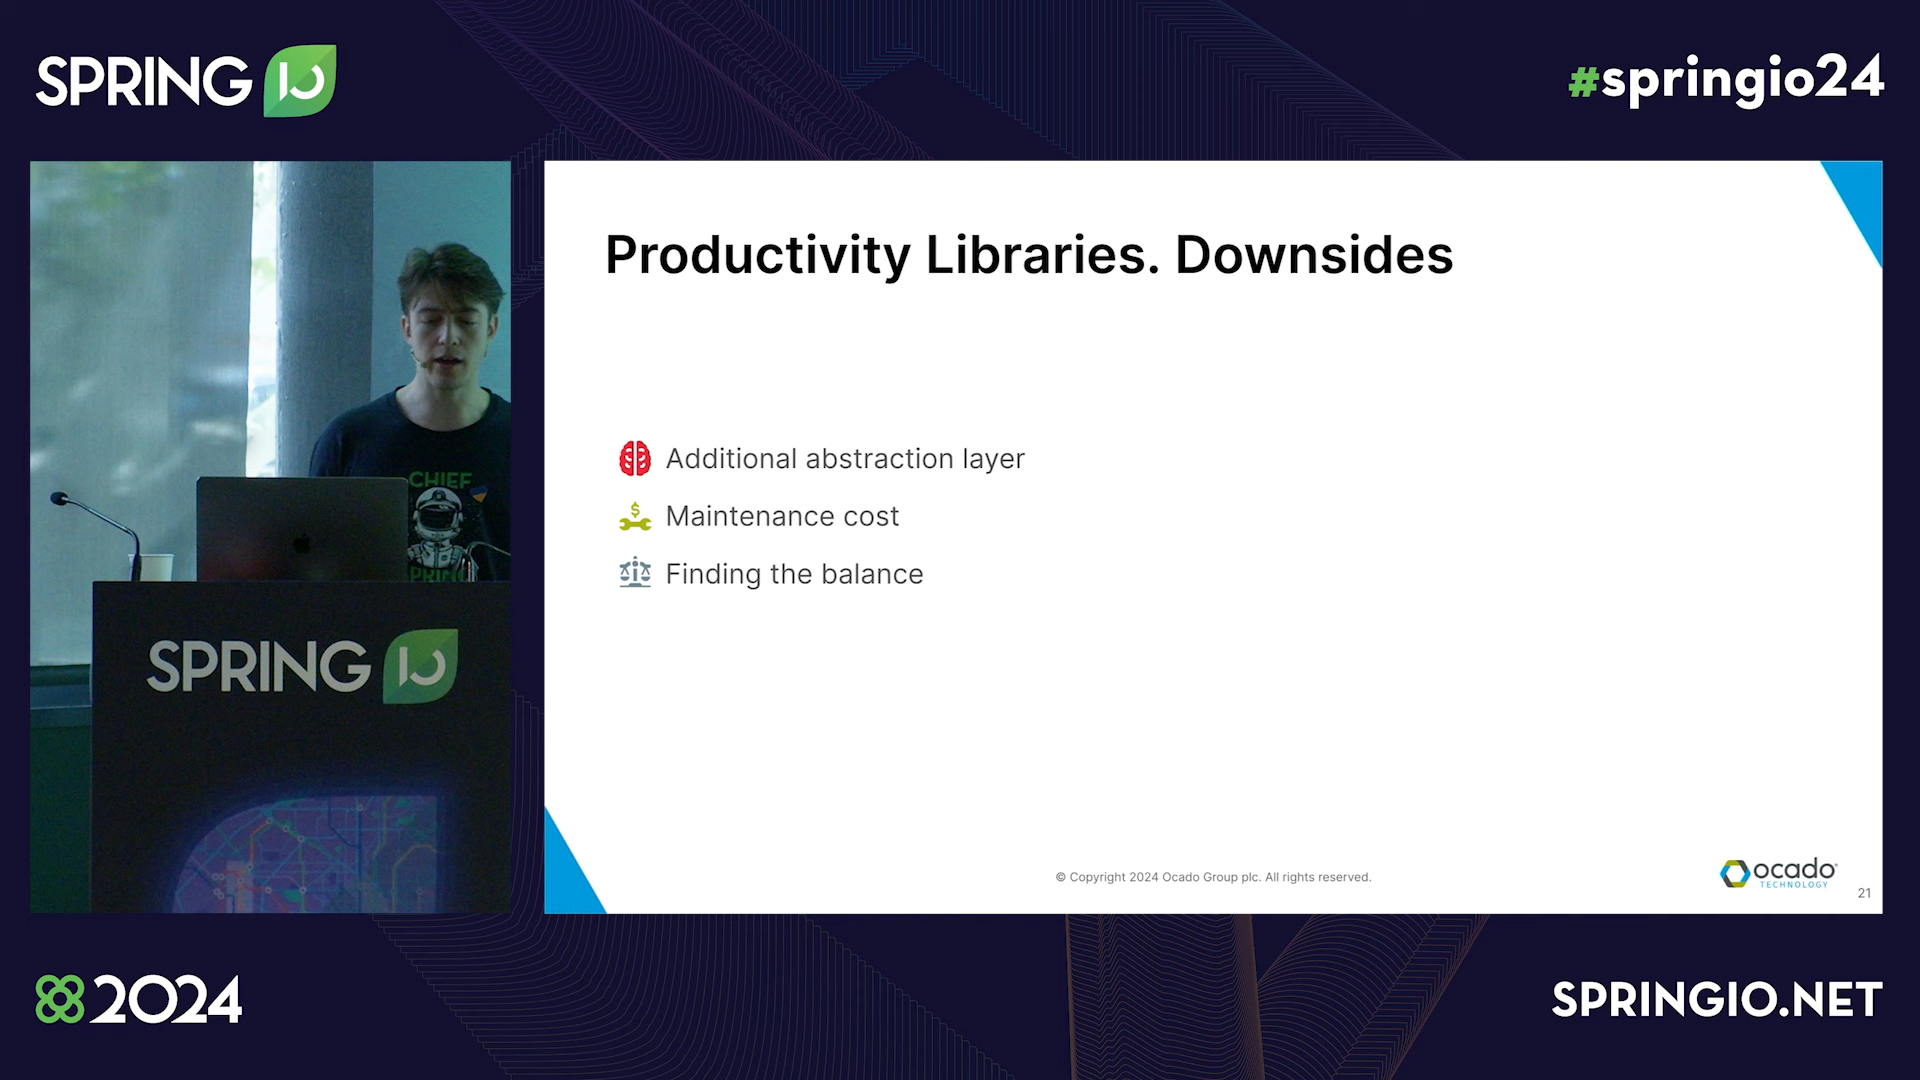 SPRING IO
#springio24
Productivity Libraries. Downsides
Additional abstraction layer
Maintenance cost
Finding the balance
CHIEF
SPRING IO
© Copyright 2024 Ocado Group plc. All rights reserved.
ocado
TECHNOLOGY
21
2024
SPRINGIO.NET